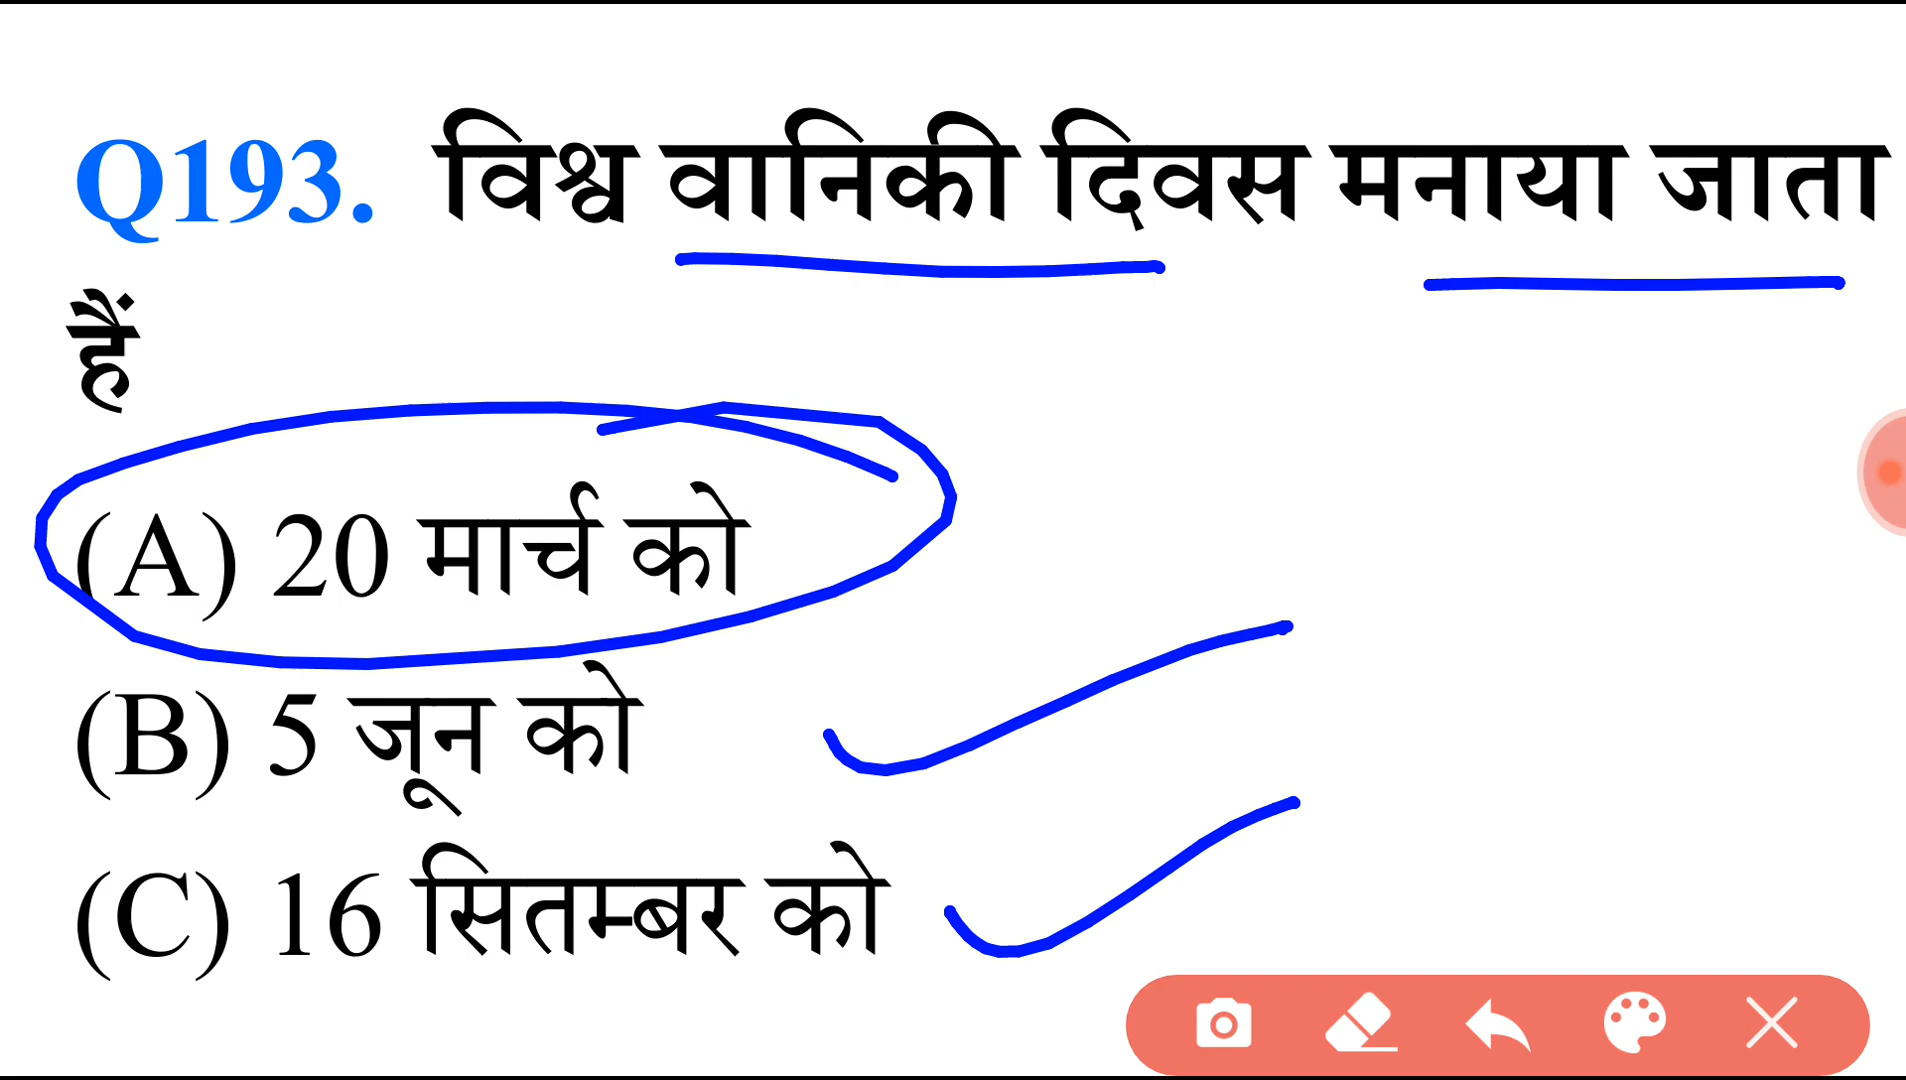 Q193. विश्व वानिकी दिवस मनाया जाता
हैं
(A) 20 मार्च को
(B) 5 जून को
(C) 16 सितम्बर को